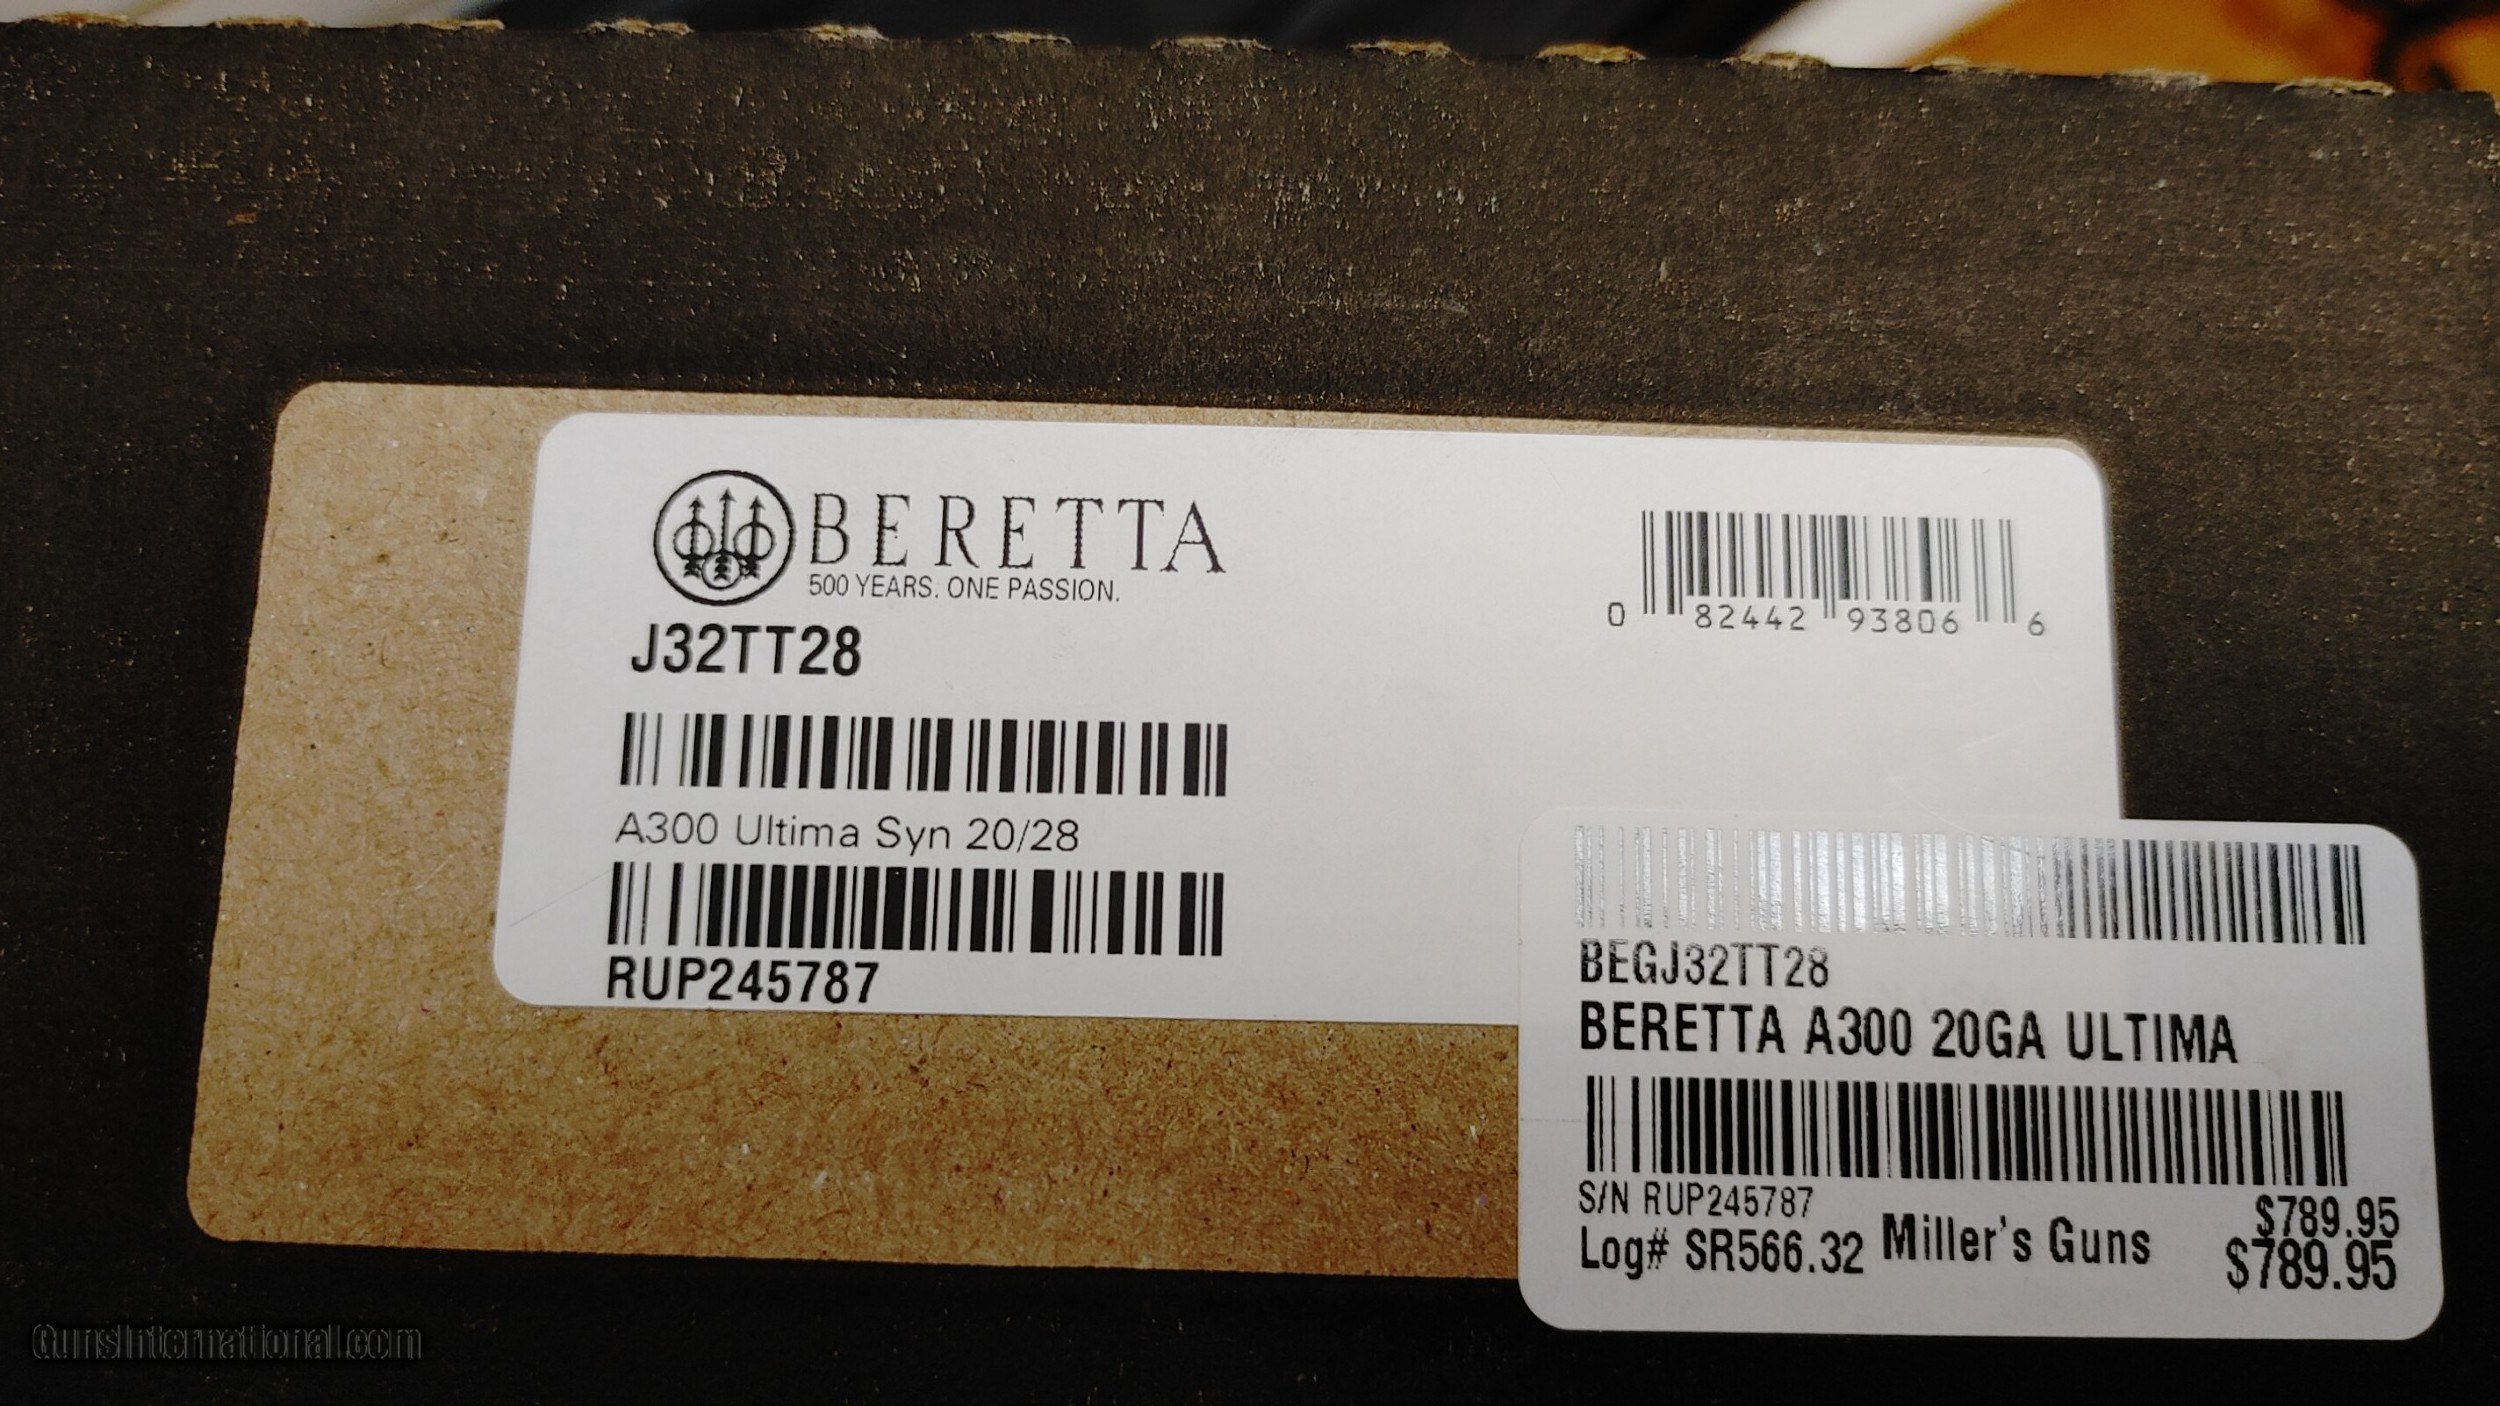 BERETTA
500 YEARS. ONE PASSION.
J32TT28
0 82442 93806 6
A300 Ultima Syn 20/28
RUP245787
BEGJ32TT28
BERETTA A300 20GA ULTIMA
S/N RUP245787
$789.95
Log# SR566.32 Miller's Guns
$789.95
GunsInternational.com